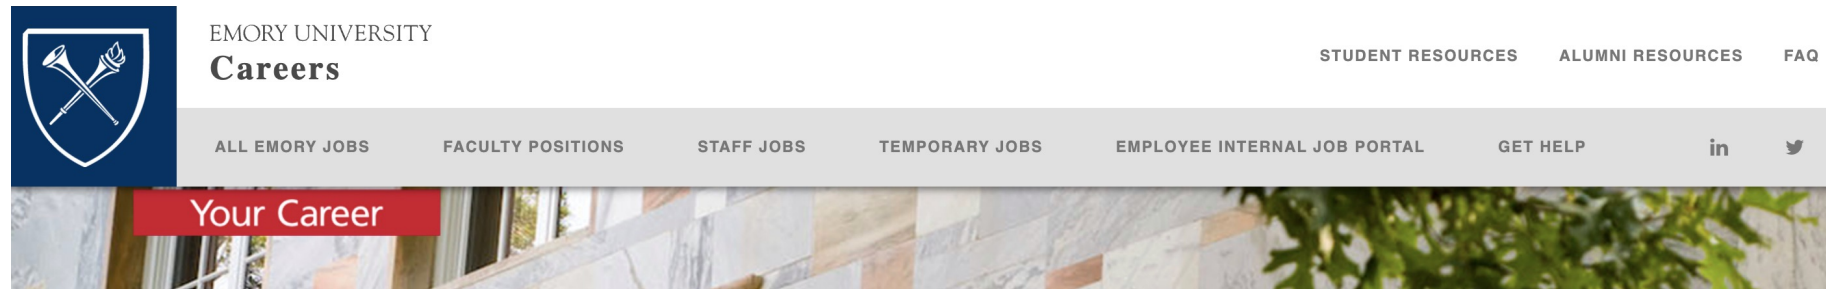 EMORY UNIVERSITY
Careers
STUDENT RESOURCES ALUMNI RESOURCES FAQ
ALL EMORY JOBS FACULTY POSITIONS STAFF JOBS TEMPORARY JOBS EMPLOYEE INTERNAL JOB PORTAL GET HELP in
Your Career